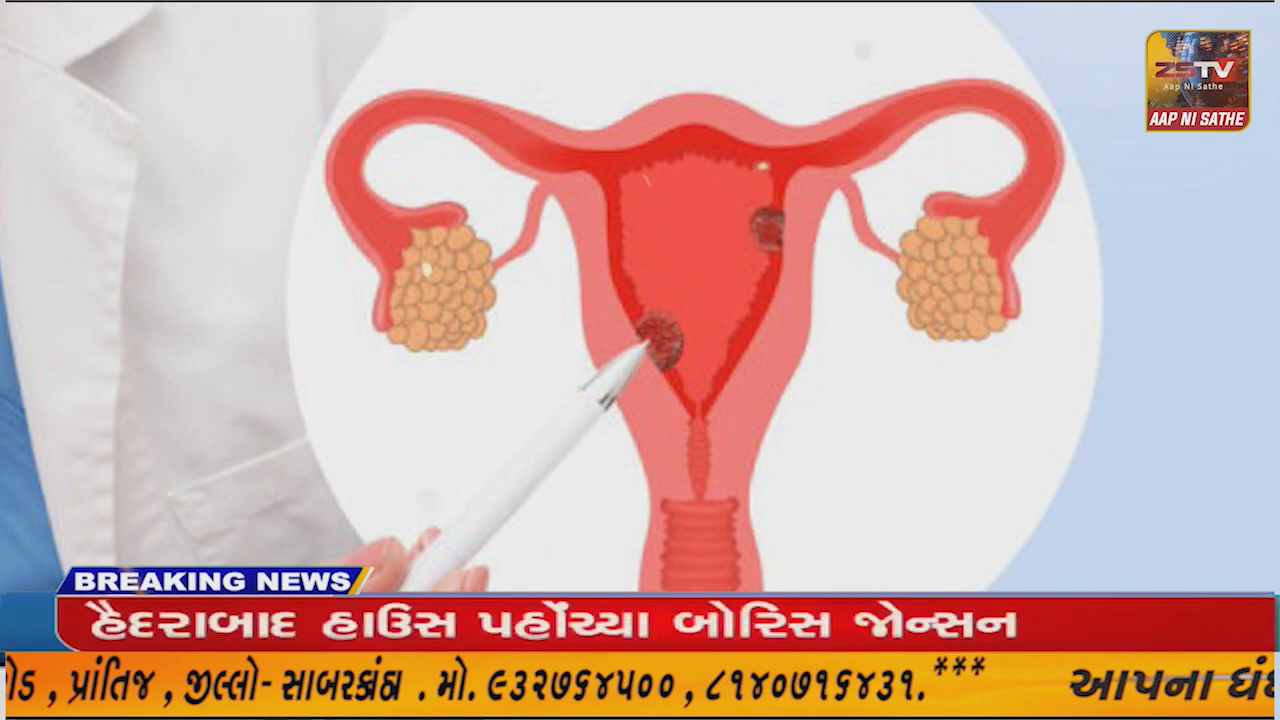 ZSTV
Aap Ni Sathe
AAP NI SATHE
BREAKING NEWS
હૈદરાબાદ હાઉસ પહોંચ્યા બોરિસ જોન્સન
, પ્રાંતિજ , જીલ્લો- સાબરકાંઠા . મો. ૯૩૨૭૬૪૫૦૦ , ૮૧૪૦૭૧૬૪૩૧.*** આપના